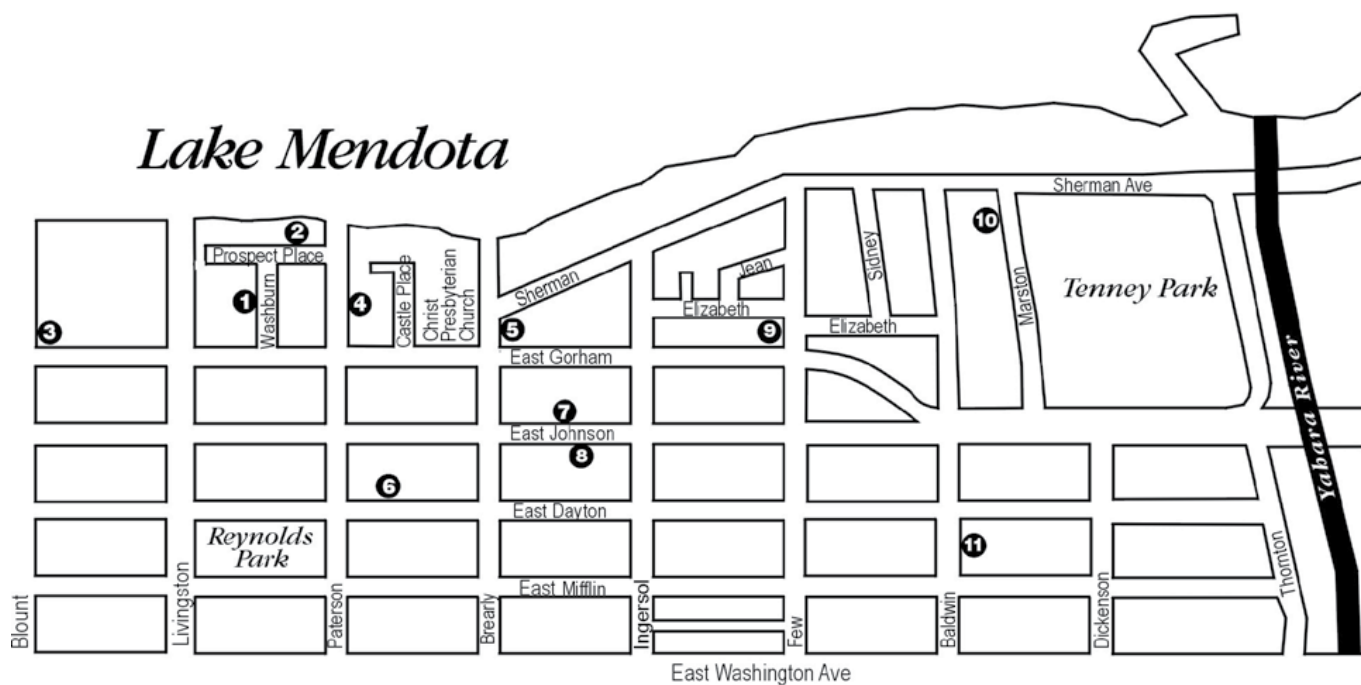 Lake Mendota
Sherman Ave
10
2
Prospect Place
1
Washburn
4
Castle Place
Christ
Presbyterian
Church
3
Sherman
5
Jean
Elizabeth
9
Sidney
Elizabeth
Marston
Tenney Park
East Gorham
7
East Johnson
8
6
East Dayton
Reynolds
Park
11
East Mifflin
Yahara River
Blount
Livingston
Paterson
Brearly
Ingersol
Few
Baldwin
Dickenson
Thornton
East Washington Ave